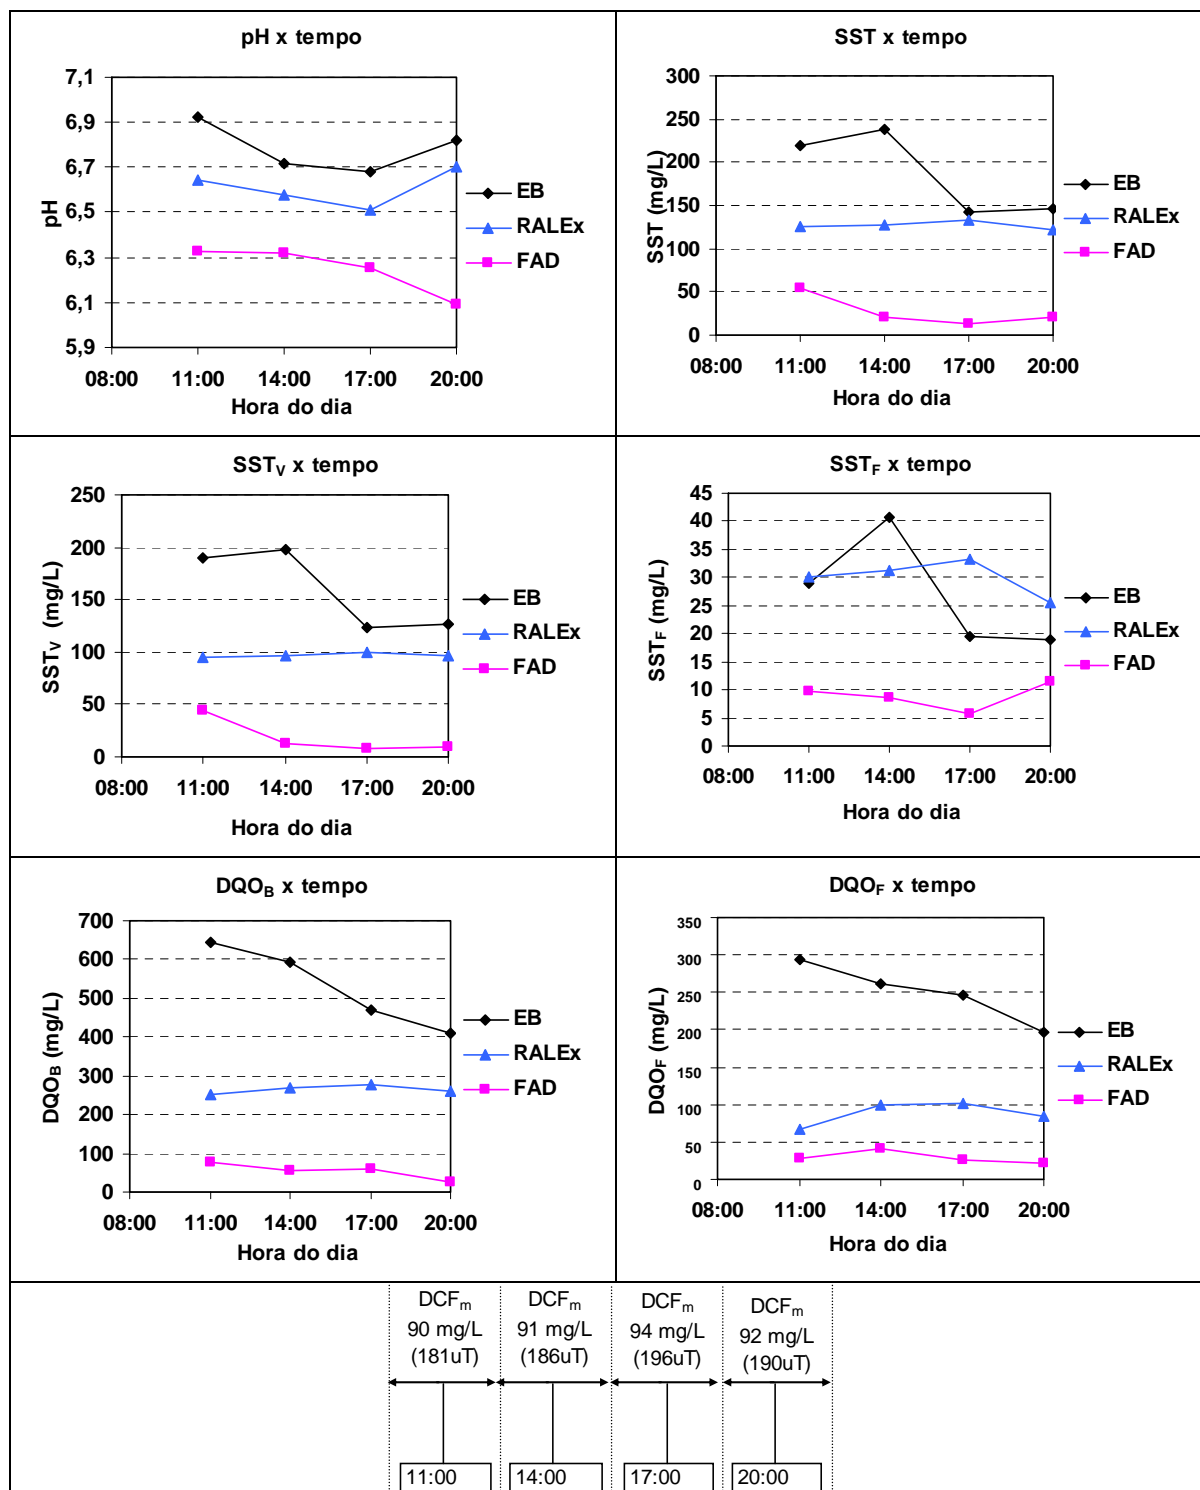 pH x tempo
7,1
6,9
6,7
6,5
6,3
6,1
5,9
pH
08:00 11:00 14:00 17:00 20:00
Hora do dia
EB
RALEx
FAD
SST x tempo
300
250
200
150
100
50
0
SST (mg/L)
08:00 11:00 14:00 17:00 20:00
Hora do dia
EB
RALEx
FAD
SSTV x tempo
250
200
150
100
50
0
SSTV (mg/L)
08:00 11:00 14:00 17:00 20:00
Hora do dia
EB
RALEx
FAD
SSTF x tempo
45
40
35
30
25
20
15
10
5
0
SSTF (mg/L)
08:00 11:00 14:00 17:00 20:00
Hora do dia
EB
RALEx
FAD
DQOB x tempo
700
600
500
400
300
200
100
0
DQOB (mg/L)
08:00 11:00 14:00 17:00 20:00
Hora do dia
EB
RALEx
FAD
DQOF x tempo
350
300
250
200
150
100
50
0
DQOF (mg/L)
08:00 11:00 14:00 17:00 20:00
Hora do dia
EB
RALEx
FAD
DCFm DCFm DCFm DCFm
90 mg/L 91 mg/L 94 mg/L 92 mg/L
(181uT) (186uT) (196uT) (190uT)
11:00 14:00 17:00 20:00